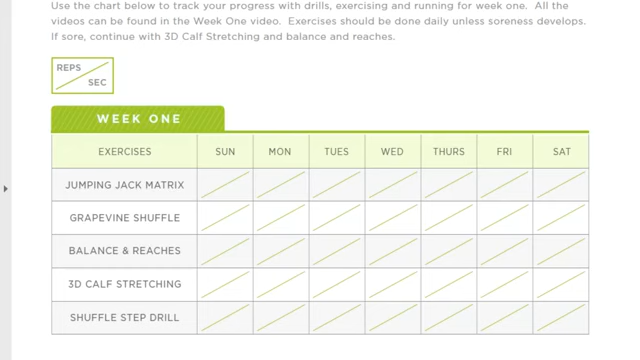 Use the chart below to track your progress with drills, exercising and running for week one. All the
videos can be found in the Week One video. Exercises should be done daily unless soreness develops.
If sore, continue with 3D Calf Stretching and balance and reaches.
REPS
SEC
WEEK ONE
EXERCISES SUN MON TUES WED THURS FRI SAT
JUMPING JACK MATRIX
GRAPEVINE SHUFFLE
BALANCE & REACHES
3D CALF STRETCHING
SHUFFLE STEP DRILL